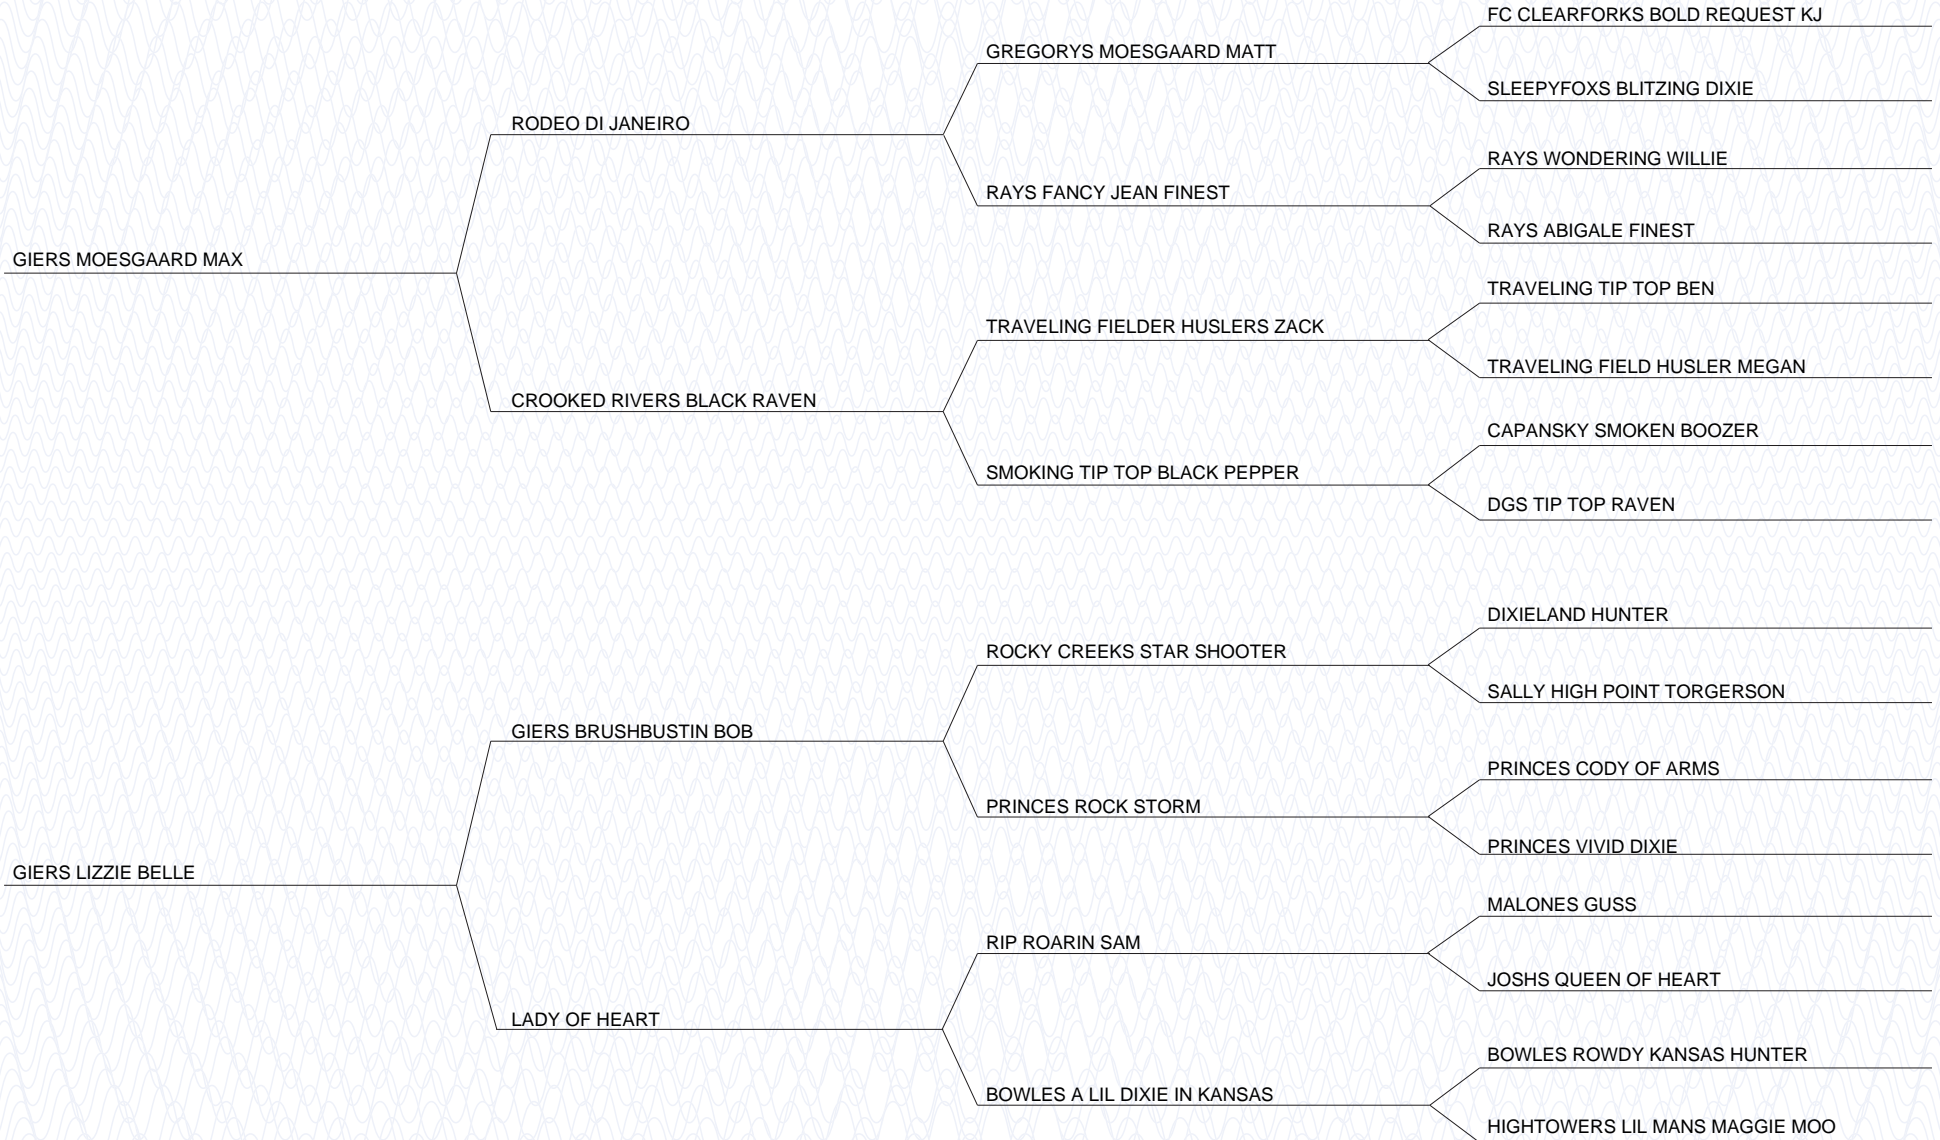 FC CLEARFORKS BOLD REQUEST KJ
GREGORYS MOESGAARD MATT
SLEEPYFOXS BLITZING DIXIE
RODEO DI JANEIRO
RAYS WONDERING WILLIE
RAYS FANCY JEAN FINEST
RAYS ABIGALE FINEST
GIERS MOESGAARD MAX
TRAVELING TIP TOP BEN
TRAVELING FIELDER HUSLERS ZACK
TRAVELING FIELD HUSLER MEGAN
CROOKED RIVERS BLACK RAVEN
CAPANSKY SMOKEN BOOZER
SMOKING TIP TOP BLACK PEPPER
DGS TIP TOP RAVEN
DIXIELAND HUNTER
ROCKY CREEKS STAR SHOOTER
SALLY HIGH POINT TORGERSON
GIERS BRUSHBUSTIN BOB
PRINCES CODY OF ARMS
PRINCES ROCK STORM
PRINCES VIVID DIXIE
GIERS LIZZIE BELLE
MALONES GUSS
RIP ROARIN SAM
JOSHS QUEEN OF HEART
LADY OF HEART
BOWLES ROWDY KANSAS HUNTER
BOWLES A LIL DIXIE IN KANSAS
HIGHTOWERS LIL MANS MAGGIE MOO